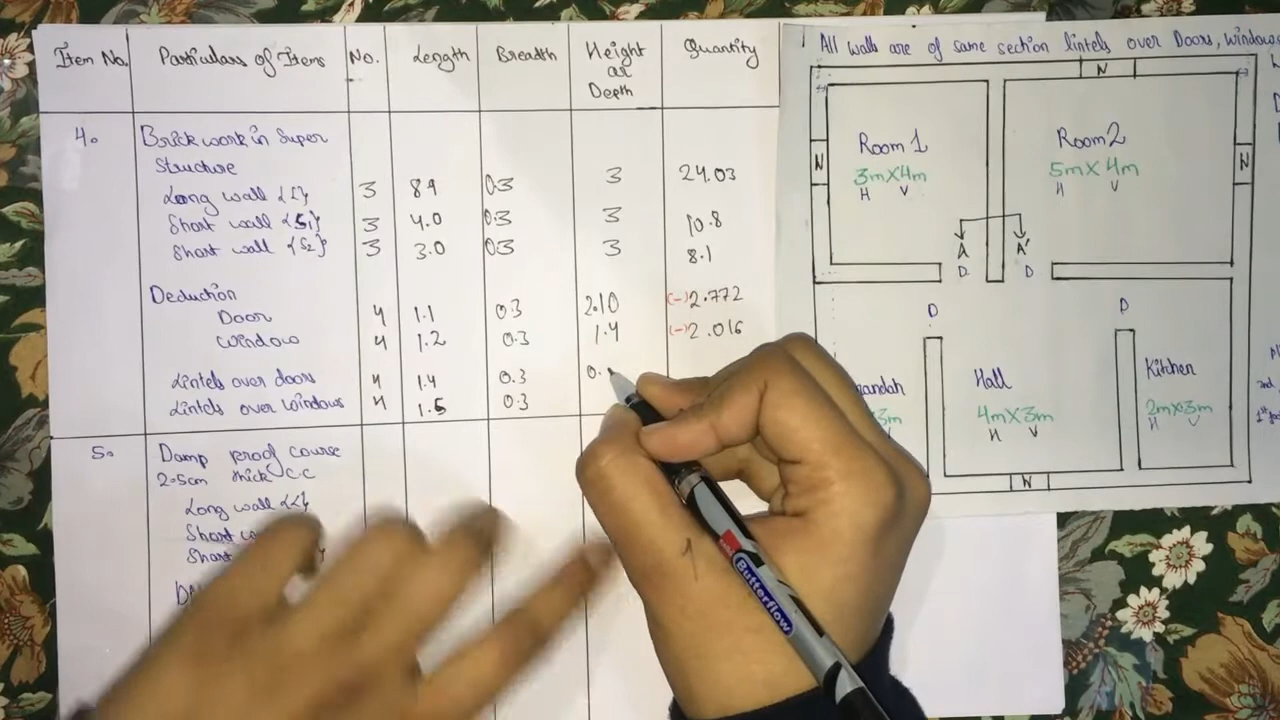 Item No. Particulars of Items No. Length Breadth Height or Depth Quantity
4. Brick work in Super
Structure
Long wall {L} 3 8.9 0.3 3 24.03
Short wall {S1} 3 4.0 0.3 3 10.8
Short wall {S2} 3 3.0 0.3 3 8.1
Deduction
Door 4 1.1 0.3 2.10 (-) 2.772
Window 4 1.2 0.3 1.4 (-) 2.016
Lintels over doors 4 1.4 0.3 0.
Lintels over windows 4 1.5 0.3
5. Damp proof course
2.5cm thick C.C
Long wall {L}
Short
Short
All walls are of same section lintels over Doors, windows
W
Room 1
3m X 4m
H V
Room 2
5m X 4m
H V
W
W
A A'
D. D.
D. D.
Hall
4m X 3m
H V
Kitchen
2m X 3m
H V
W
Butterflow